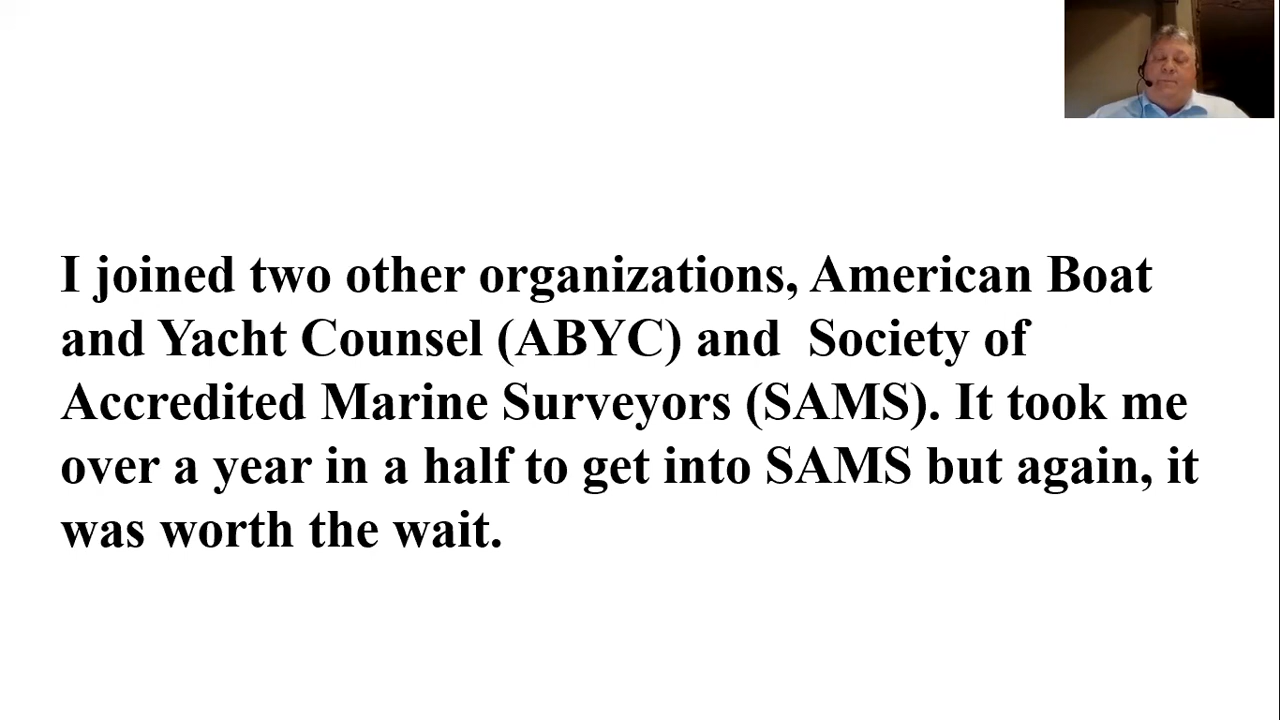 I joined two other organizations, American Boat
and Yacht Counsel (ABYC) and  Society of
Accredited Marine Surveyors (SAMS). It took me
over a year in a half to get into SAMS but again, it
was worth the wait.